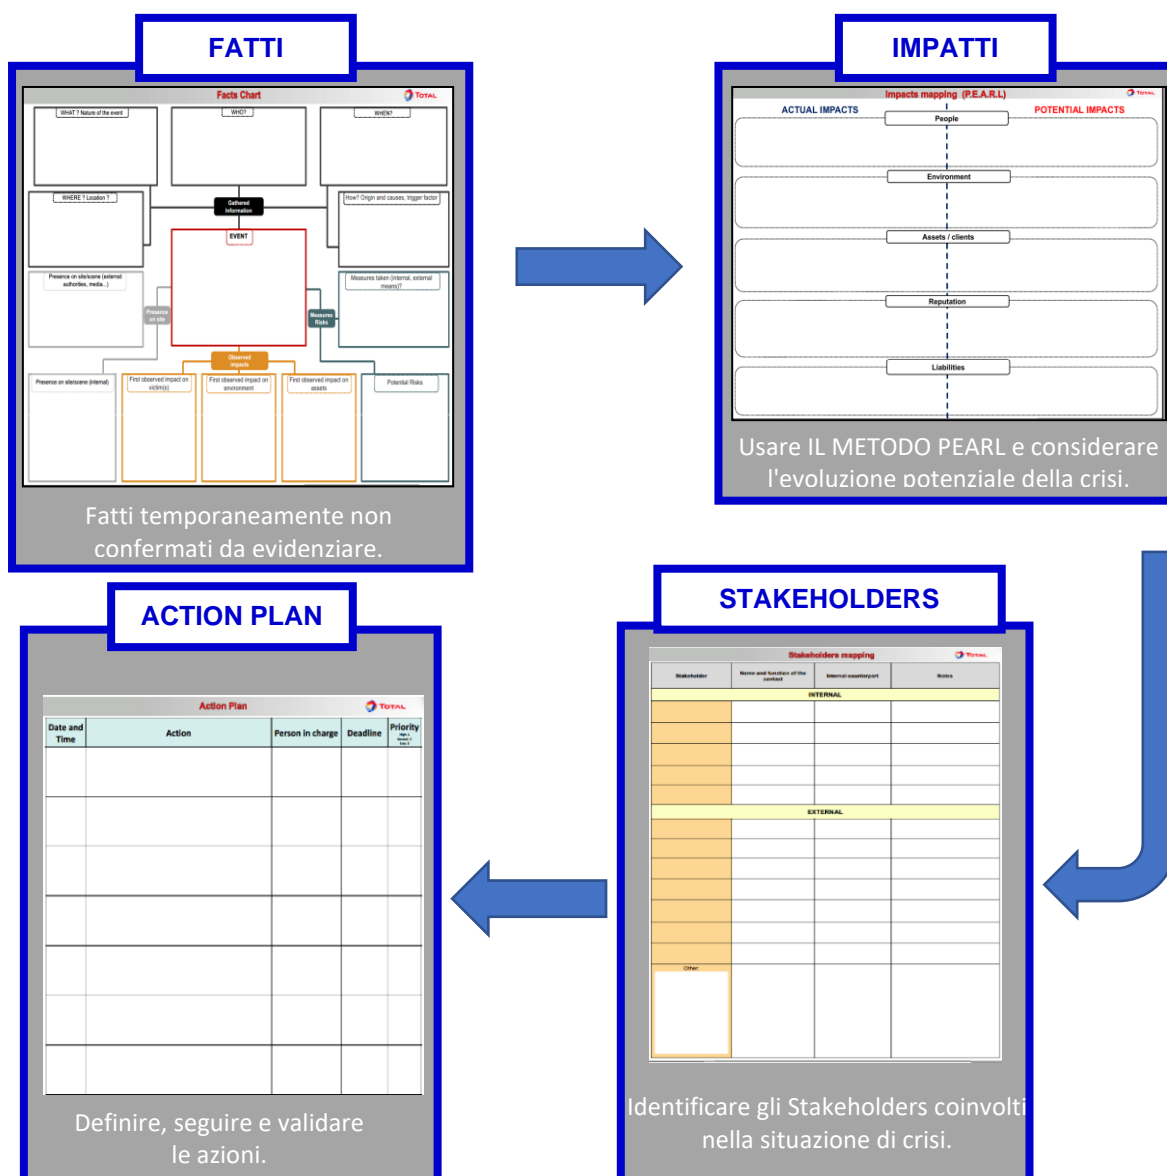 FATTI
Facts Chart
TOTAL
WHAT ? Nature of the event
WHO?
WHEN?
WHERE ? Location ?
Gathered
Information
How? Origin and causes, trigger factor
EVENT
Presence on site/scene (external
authorities, media...)
Measures taken (internal, external
means)?
Presence
on site
Measures
Risks
Observed
impacts
Presence on site/scene (internal)
First observed impact on
victim(s)
First observed impact on
environment
First observed impact on
assets
Potential Risks
Fatti temporaneamente non
confermati da evidenziare.
IMPATTI
Impacts mapping (P.E.A.R.L)
TOTAL
ACTUAL IMPACTS
POTENTIAL IMPACTS
People
Environment
Assets / clients
Reputation
Liabilities
Usare IL METODO PEARL e considerare
l'evoluzione potenziale della crisi.
STAKEHOLDERS
Stakeholders mapping
TOTAL
Stakeholder
Name and function of the
contact
Internal counterpart
Notes
INTERNAL
EXTERNAL
Other:
Identificare gli Stakeholders coinvolti
nella situazione di crisi.
ACTION PLAN
Action Plan
TOTAL
Date and
Time
Action
Person in charge
Deadline
Priority
Definire, seguire e validare
le azioni.